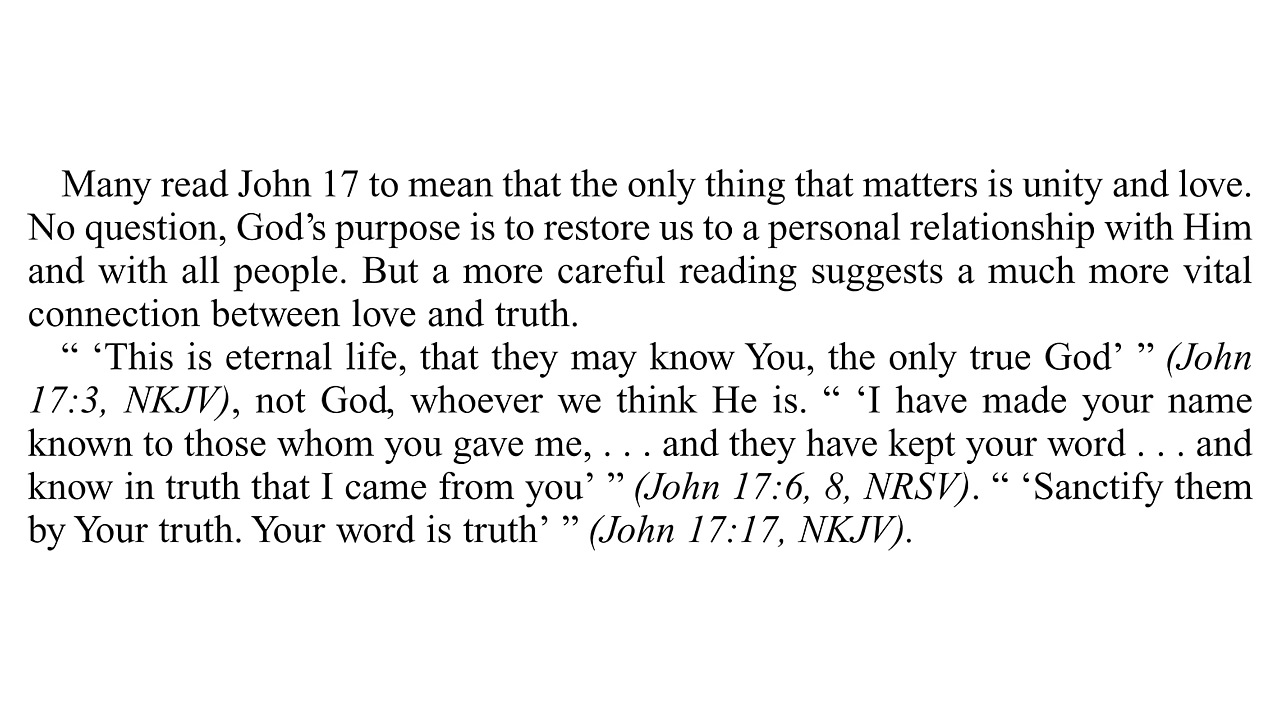 Many read John 17 to mean that the only thing that matters is unity and love.
No question, God’s purpose is to restore us to a personal relationship with Him
and with all people. But a more careful reading suggests a much more vital
connection between love and truth.
“ ‘This is eternal life, that they may know You, the only true God’ ” (John
17:3, NKJV), not God, whoever we think He is. “ ‘I have made your name
known to those whom you gave me, . . . and they have kept your word . . . and
know in truth that I came from you’ ” (John 17:6, 8, NRSV). “ ‘Sanctify them
by Your truth. Your word is truth’ ” (John 17:17, NKJV).